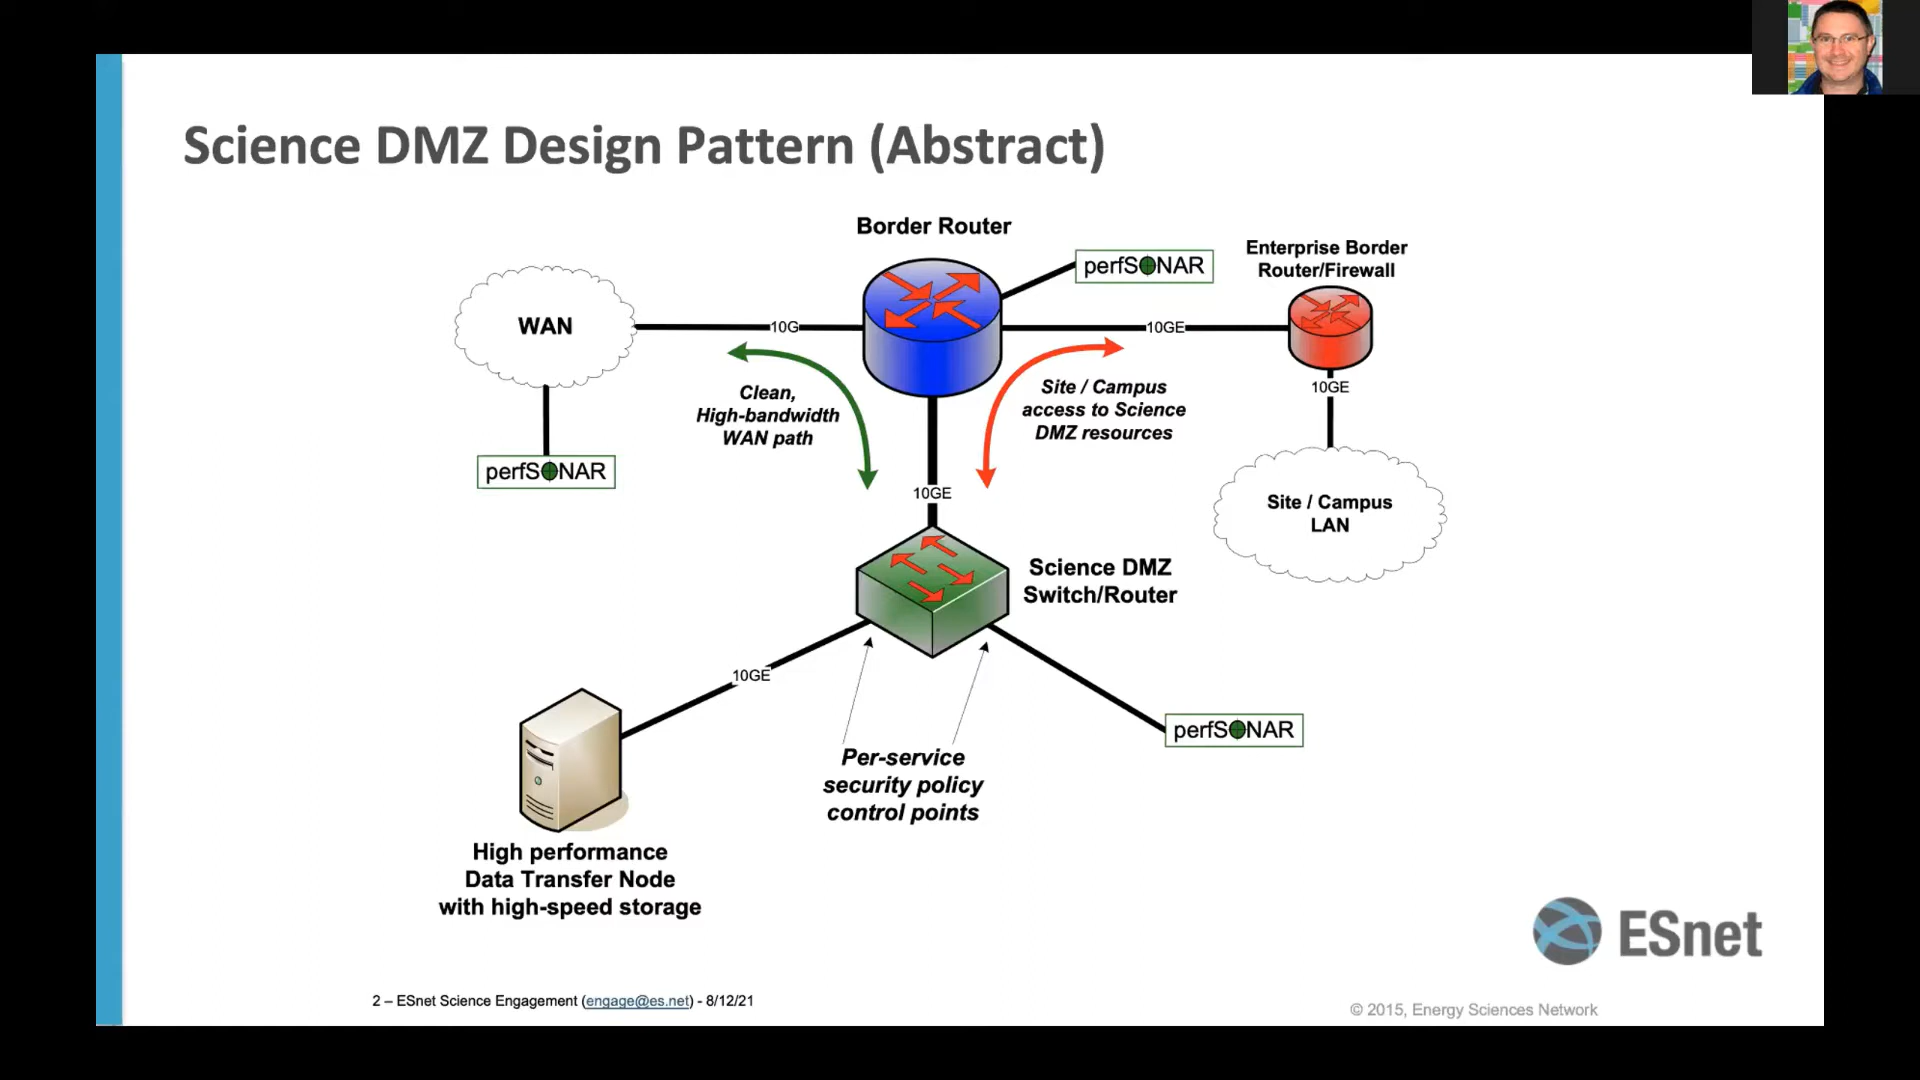 Science DMZ Design Pattern (Abstract)
Border Router
perfSONAR
Enterprise Border
Router/Firewall
WAN
10G
10GE
10GE
Clean,
High-bandwidth
WAN path
Site / Campus
access to Science
DMZ resources
perfSONAR
10GE
Site / Campus
LAN
Science DMZ
Switch/Router
10GE
perfSONAR
Per-service
security policy
control points
High performance
Data Transfer Node
with high-speed storage
ESnet
2 – ESnet Science Engagement (engage@es.net) - 8/12/21
© 2015, Energy Sciences Network